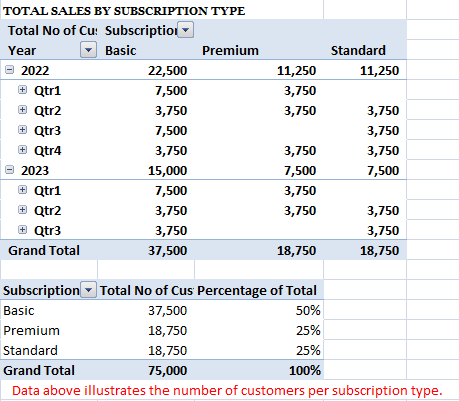 TOTAL SALES BY SUBSCRIPTION TYPE
Total No of Cus Subscription
Year Basic Premium Standard
2022 22,500 11,250 11,250
Qtr1 7,500 3,750
Qtr2 3,750 3,750 3,750
Qtr3 7,500 3,750
Qtr4 3,750 3,750 3,750
2023 15,000 7,500 7,500
Qtr1 7,500 3,750
Qtr2 3,750 3,750 3,750
Qtr3 3,750 3,750
Grand Total 37,500 18,750 18,750
Subscription Total No of Cus Percentage of Total
Basic 37,500 50%
Premium 18,750 25%
Standard 18,750 25%
Grand Total 75,000 100%
Data above illustrates the number of customers per subscription type.